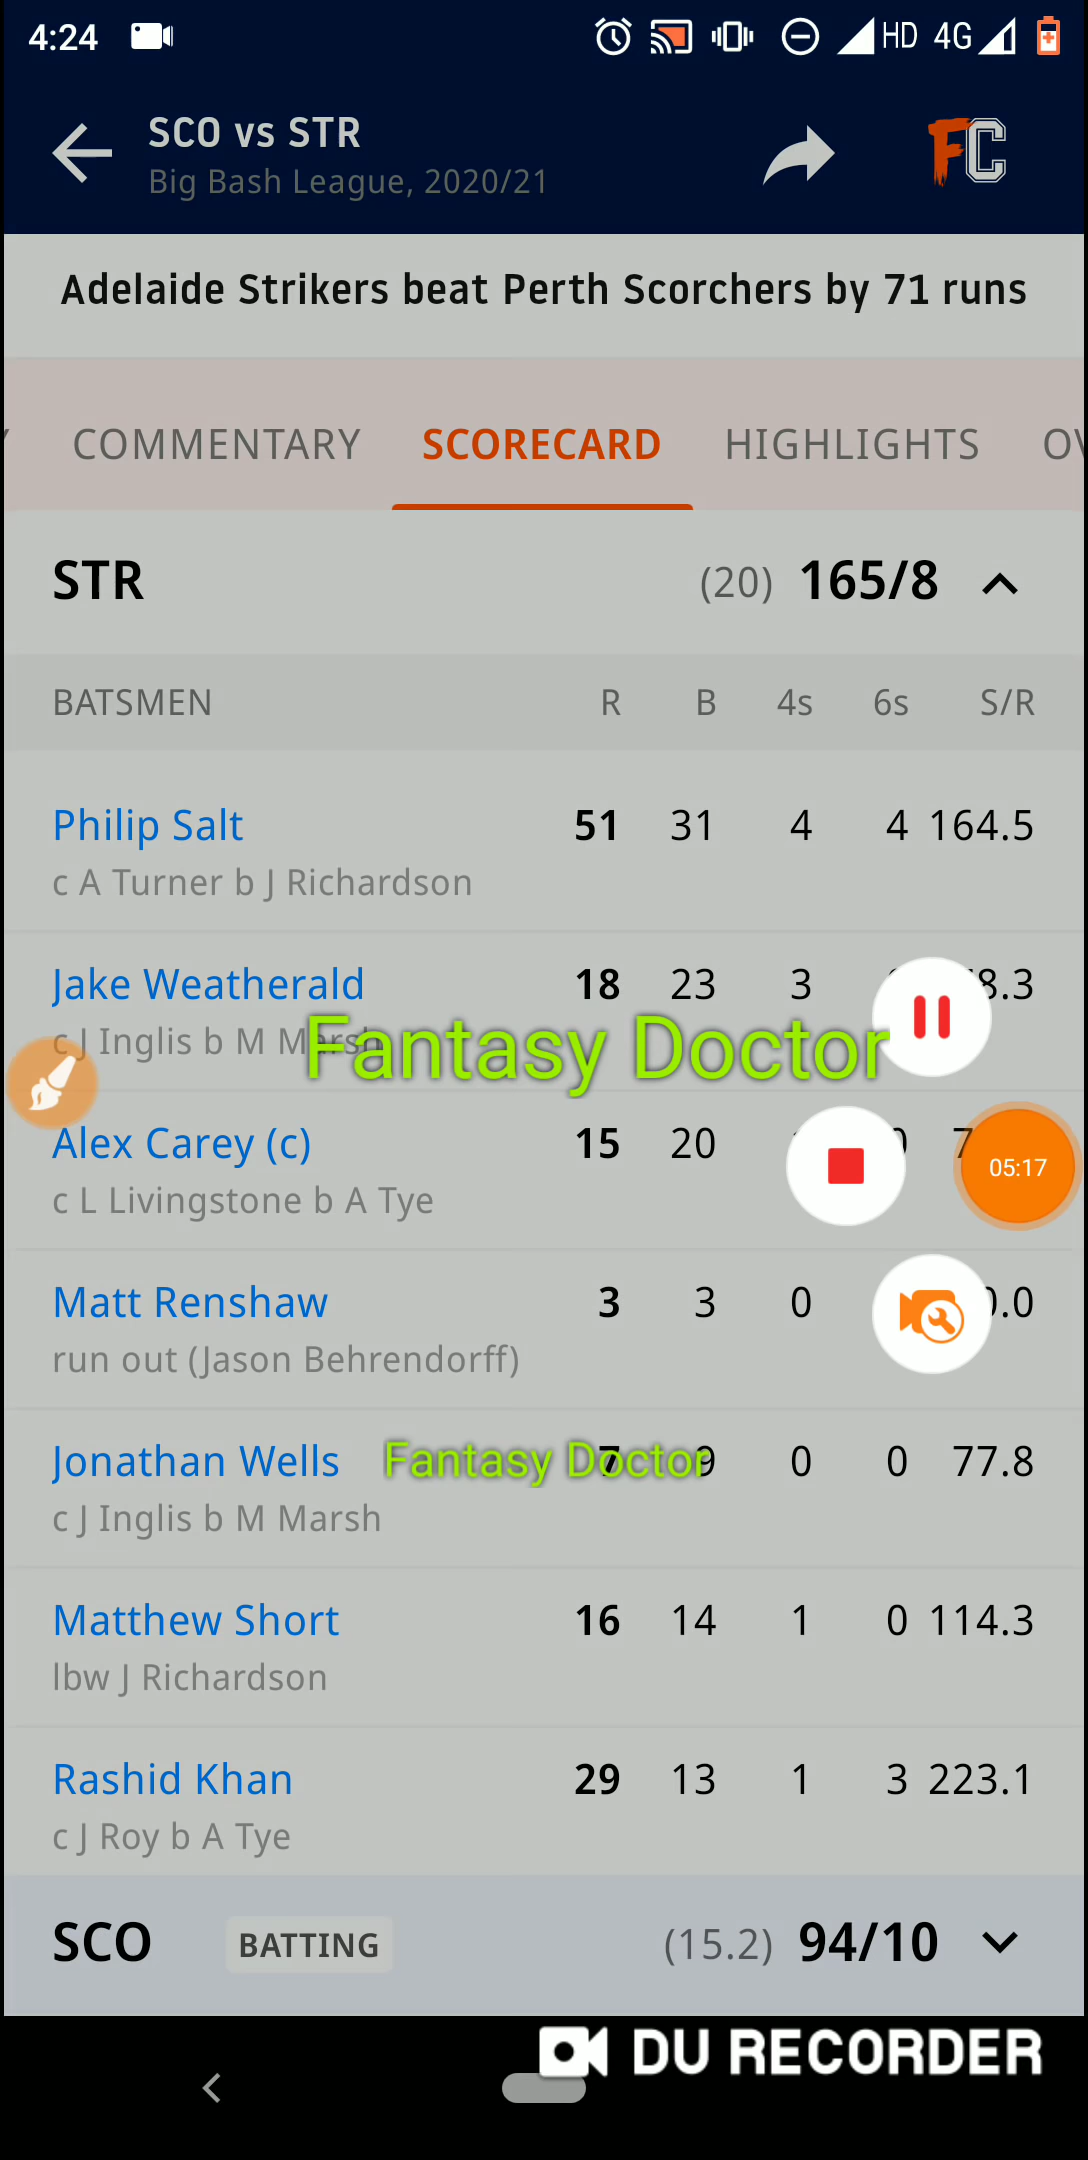 4:24 HD 4G
SCO vs STR
Big Bash League, 2020/21
FC
Adelaide Strikers beat Perth Scorchers by 71 runs
COMMENTARY SCORECARD HIGHLIGHTS
STR (20) 165/8
BATSMEN R B 4s 6s S/R
Philip Salt 51 31 4 4 164.5
c A Turner b J Richardson
Jake Weatherald 18 23 3
c J Inglis b M Marsh
Fantasy Doctor
Alex Carey (c) 15 20
05:17
c L Livingstone b A Tye
Matt Renshaw 3 3 0
run out (Jason Behrendorff)
Jonathan Wells 7 9 0 0 77.8
Fantasy Doctor
c J Inglis b M Marsh
Matthew Short 16 14 1 0 114.3
lbw J Richardson
Rashid Khan 29 13 1 3 223.1
c J Roy b A Tye
SCO BATTING (15.2) 94/10
DU RECORDER